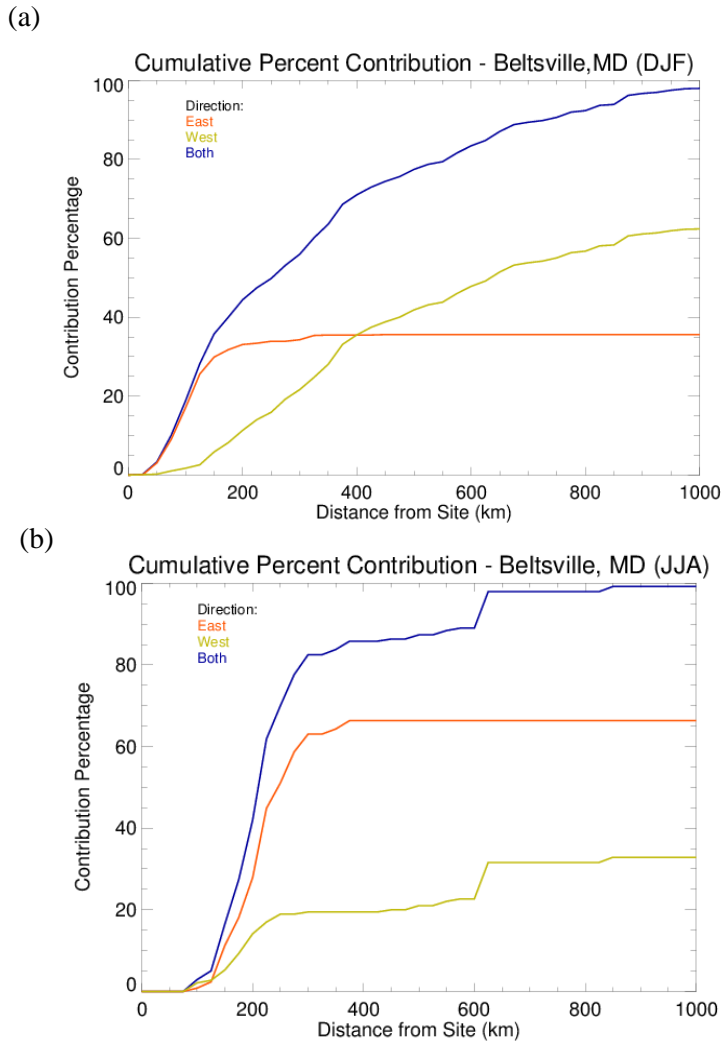 (a)
Cumulative Percent Contribution - Beltsville,MD (DJF)
100
80
60
40
20
0
Contribution Percentage
Direction:
East
West
Both
0
200
400
600
800
1000
Distance from Site (km)
(b)
Cumulative Percent Contribution - Beltsville, MD (JJA)
100
80
60
40
20
0
Contribution Percentage
Direction:
East
West
Both
0
200
400
600
800
1000
Distance from Site (km)